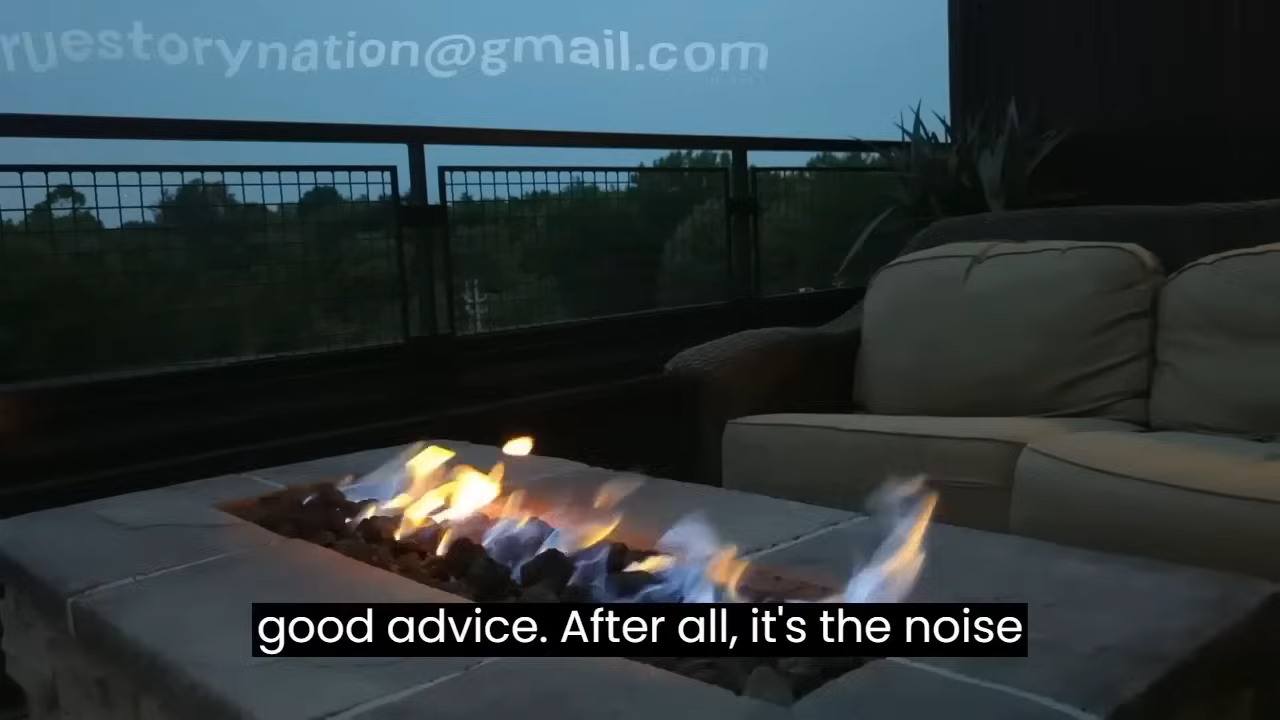 ruestorynation@gmail.com
good advice. After all, it's the noise